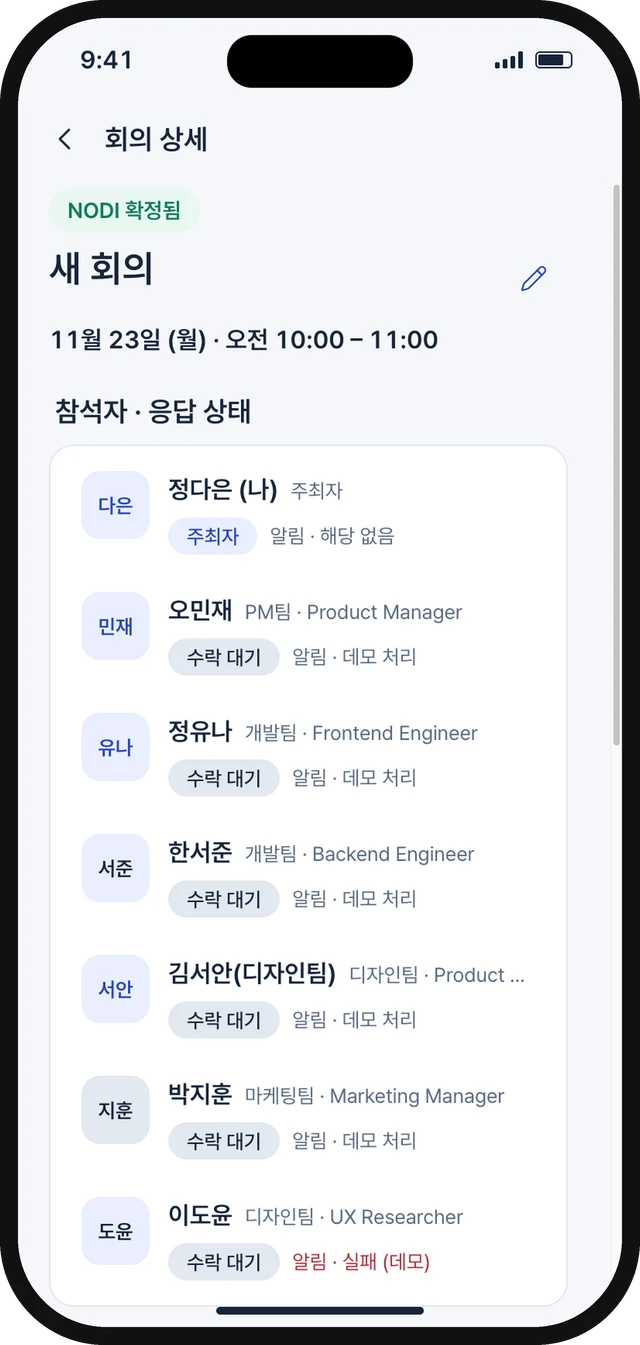 9:41
회의 상세
NODI 확정됨
새 회의
11월 23일 (월) · 오전 10:00 – 11:00
참석자 · 응답 상태
다은
정다은 (나) 주최자
주최자 알림 · 해당 없음
민재
오민재 PM팀 · Product Manager
수락 대기 알림 · 데모 처리
유나
정유나 개발팀 · Frontend Engineer
수락 대기 알림 · 데모 처리
서준
한서준 개발팀 · Backend Engineer
수락 대기 알림 · 데모 처리
서안
김서안(디자인팀) 디자인팀 · Product ...
수락 대기 알림 · 데모 처리
지훈
박지훈 마케팅팀 · Marketing Manager
수락 대기 알림 · 데모 처리
도윤
이도윤 디자인팀 · UX Researcher
수락 대기 알림 · 실패 (데모)